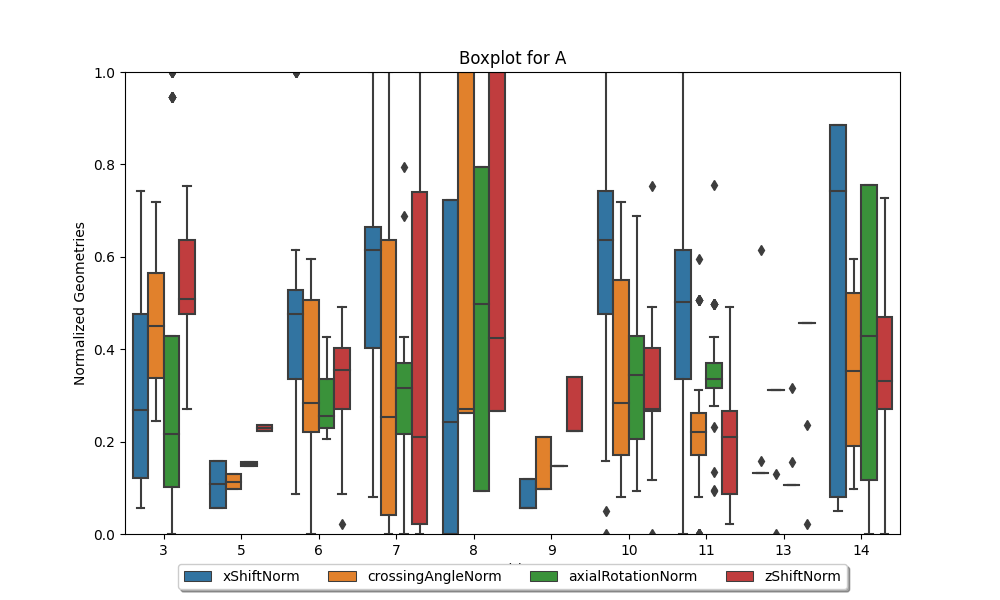 Boxplot for A
1.0
0.8
0.6
0.4
0.2
0.0
Normalized Geometries
3 5 6 7 8 9 10 11 13 14
xShiftNorm crossingAngleNorm axialRotationNorm zShiftNorm